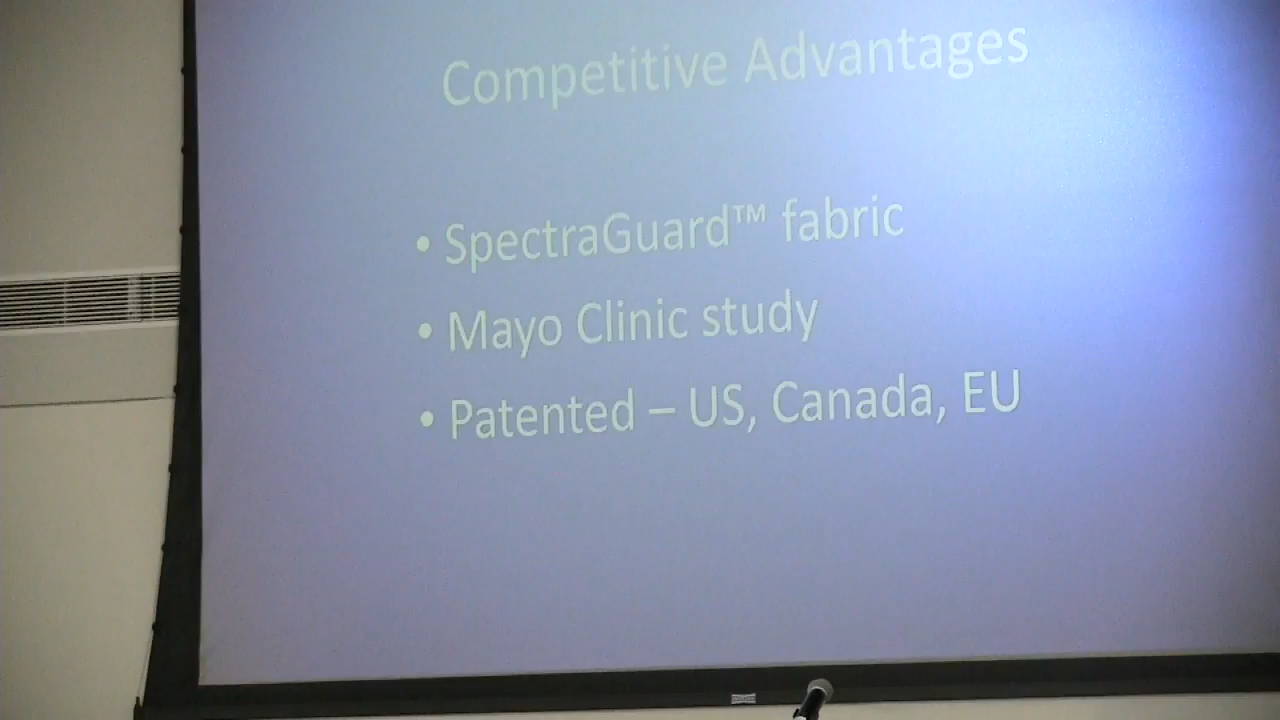 Competitive Advantages
• SpectraGuard™ fabric
• Mayo Clinic study
• Patented – US, Canada, EU